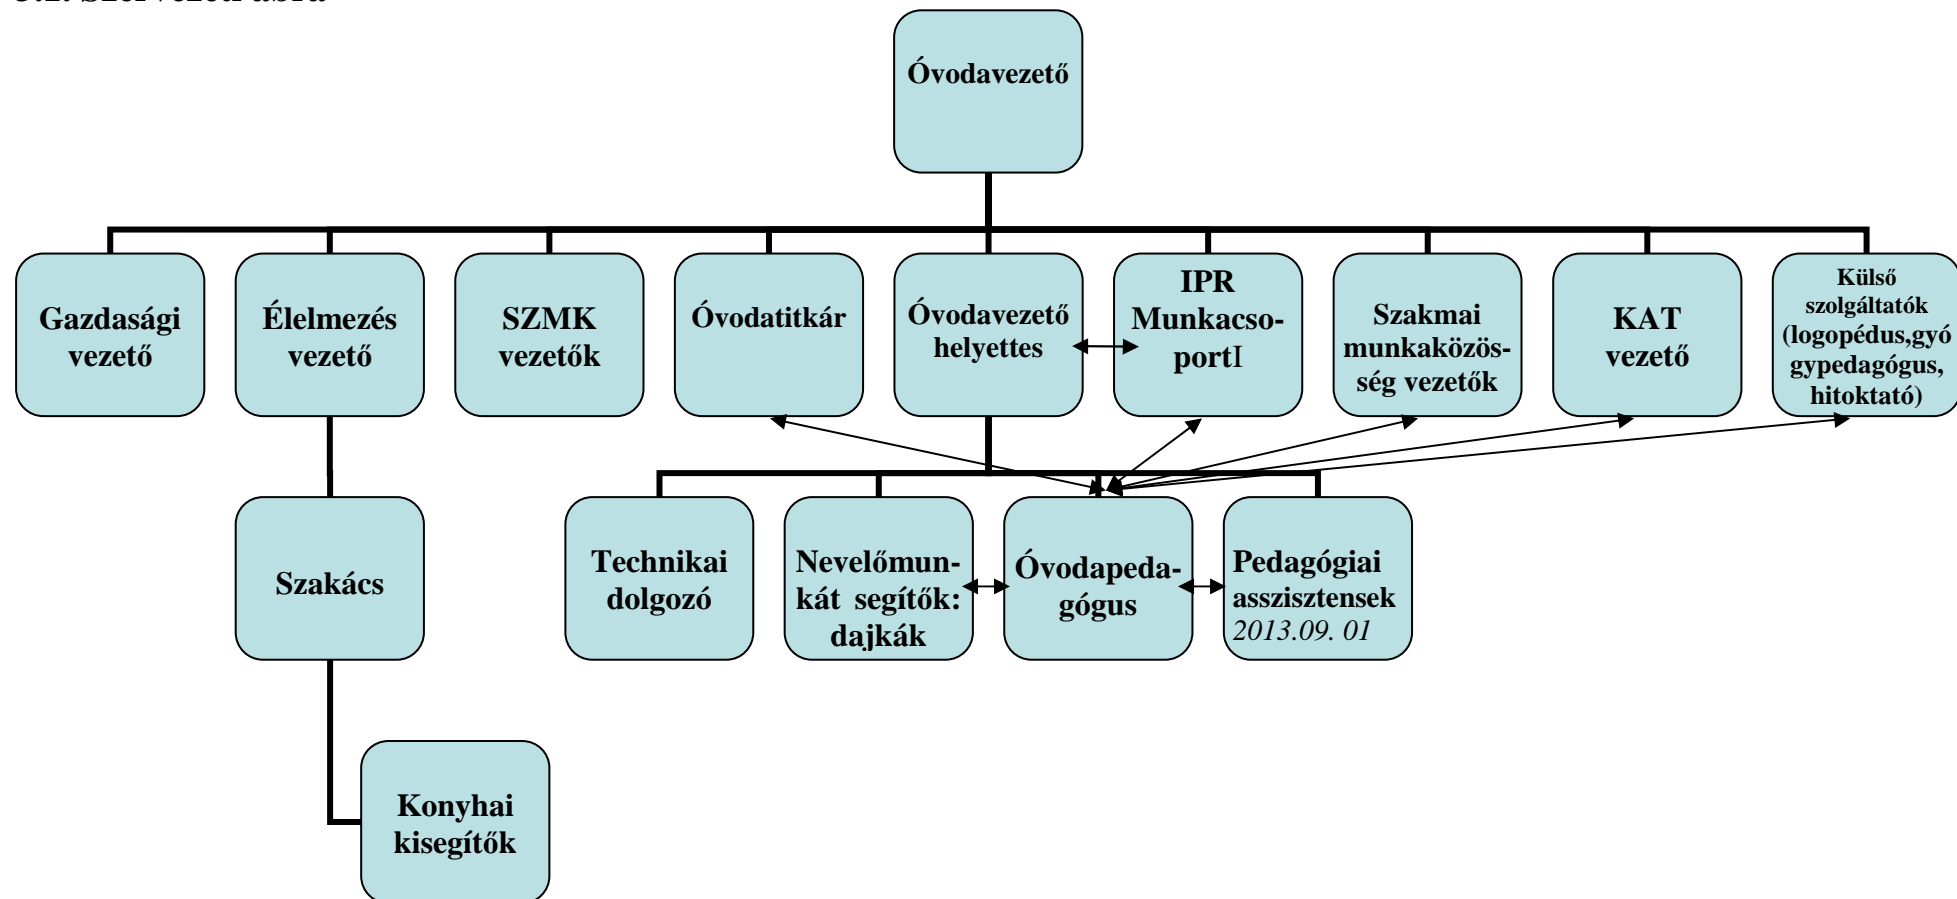 Óvodavezető
Gazdasági
vezető
Élelmezés
vezető
SZMK
vezetők
Óvodatitkár
Óvodavezető
helyettes
IPR
Munkacso-
portI
Szakmai
munkaközös-
ség vezetők
KAT
vezető
Külső
szolgáltatók
(logopédus,gyó
gypedagógus,
hitoktató)
Szakács
Technikai
dolgozó
Nevelőmun-
kát segítők:
dajkák
Óvodapeda-
gógus
Pedagógiai
asszisztensek
2013.09. 01
Konyhai
kisegítők